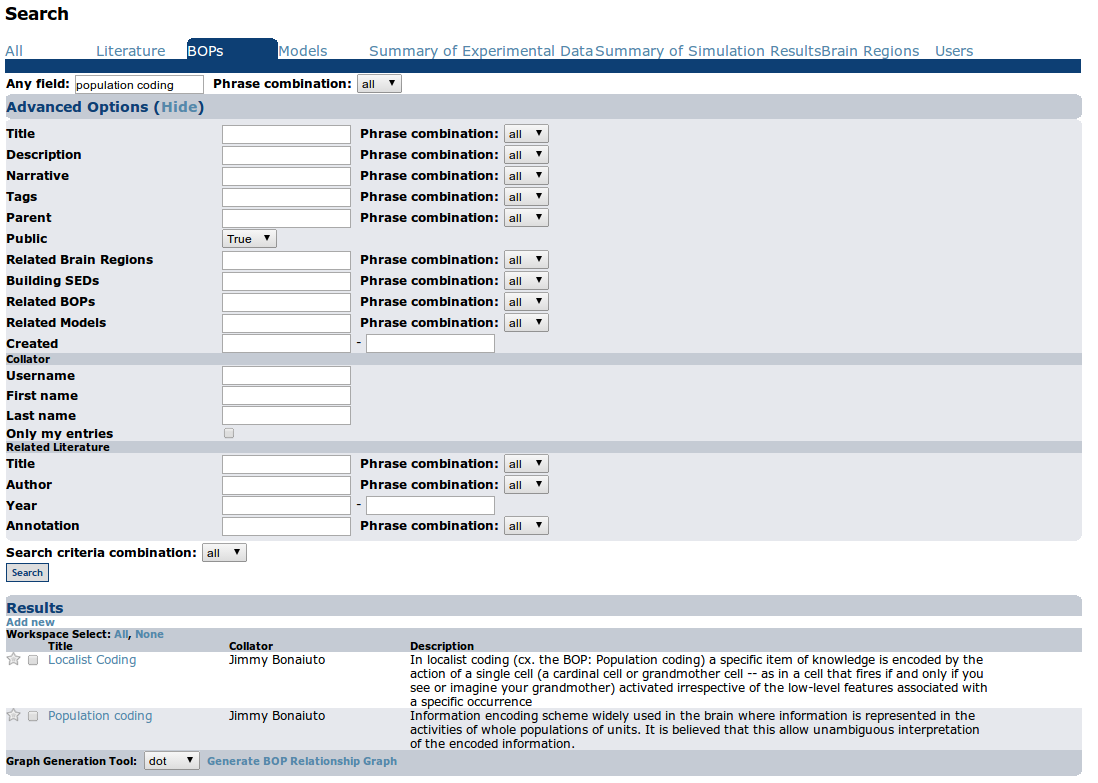 Search
All Literature BOPs Models Summary of Experimental Data Summary of Simulation Results Brain Regions Users
Any field: population coding Phrase combination: all
Advanced Options (Hide)
Title Phrase combination: all
Description Phrase combination: all
Narrative Phrase combination: all
Tags Phrase combination: all
Parent Phrase combination: all
Public True
Related Brain Regions Phrase combination: all
Building SEDs Phrase combination: all
Related BOPs Phrase combination: all
Related Models Phrase combination: all
Created -
Collator
Username
First name
Last name
Only my entries
Related Literature
Title Phrase combination: all
Author Phrase combination: all
Year -
Annotation Phrase combination: all
Search criteria combination: all
Search
Results
Add new
Workspace Select: All, None
Title Collator Description
Localist Coding Jimmy Bonaiuto In localist coding (cx. the BOP: Population coding) a specific item of knowledge is encoded by the
action of a single cell (a cardinal cell or grandmother cell -- as in a cell that fires if and only if you
see or imagine your grandmother) activated irrespective of the low-level features associated with
a specific occurrence
Population coding Jimmy Bonaiuto Information encoding scheme widely used in the brain where information is represented in the
activities of whole populations of units. It is believed that this allow unambiguous interpretation
of the encoded information.
Graph Generation Tool: dot Generate BOP Relationship Graph